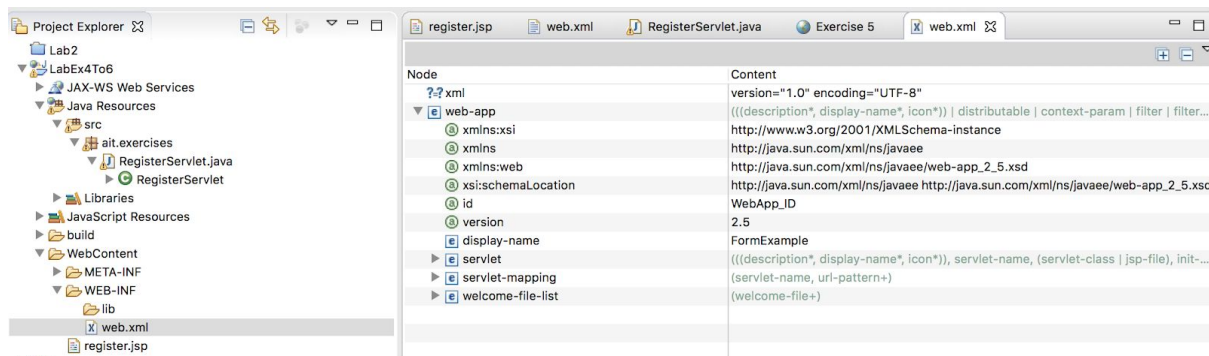 Project Explorer
Lab2
LabEx4To6
JAX-WS Web Services
Java Resources
src
ait.exercises
RegisterServlet.java
RegisterServlet
Libraries
JavaScript Resources
build
WebContent
META-INF
WEB-INF
lib
web.xml
register.jsp
register.jsp web.xml RegisterServlet.java Exercise 5 web.xml
Node Content
xml version="1.0" encoding="UTF-8"
web-app (((description*, display-name*, icon*)) | distributable | context-param | filter | filter...
xmlns:xsi http://www.w3.org/2001/XMLSchema-instance
xmlns http://java.sun.com/xml/ns/javaee
xmlns:web http://java.sun.com/xml/ns/javaee/web-app_2_5.xsd
xsi:schemaLocation http://java.sun.com/xml/ns/javaee http://java.sun.com/xml/ns/javaee/web-app_2_5.xsd
id WebApp_ID
version 2.5
display-name FormExample
servlet (((description*, display-name*, icon*)), servlet-name, (servlet-class | jsp-file), init-...
servlet-mapping (servlet-name, url-pattern+)
welcome-file-list (welcome-file+)